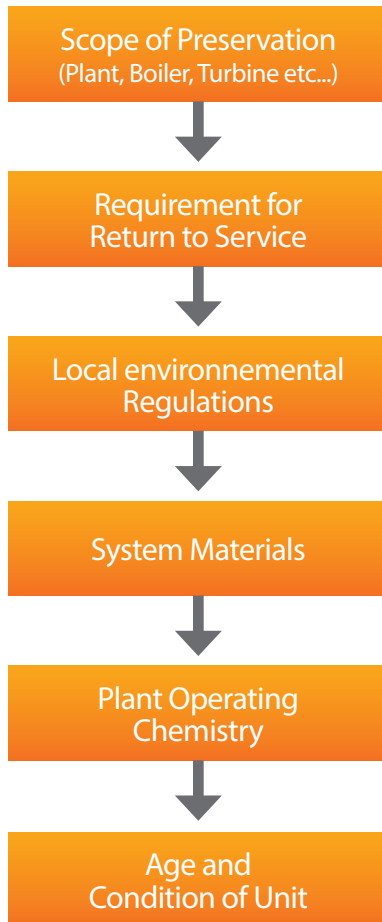 Scope of Preservation
(Plant, Boiler, Turbine etc...)
Requirement for
Return to Service
Local environnemental
Regulations
System Materials
Plant Operating
Chemistry
Age and
Condition of Unit